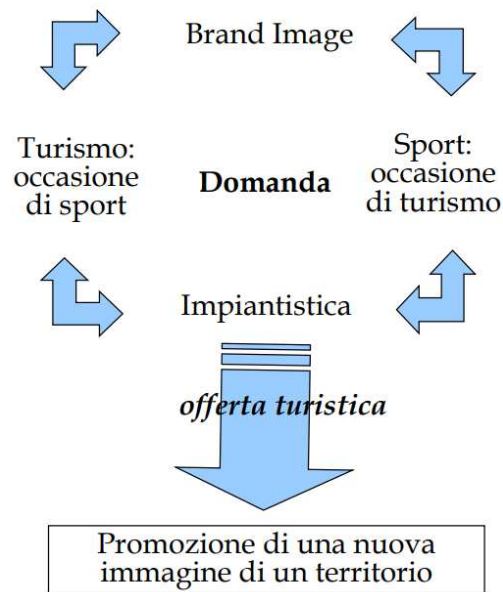 Brand Image
Turismo:
occasione
di sport
Domanda
Sport:
occasione
di turismo
Impiantistica
offerta turistica
Promozione di una nuova
immagine di un territorio